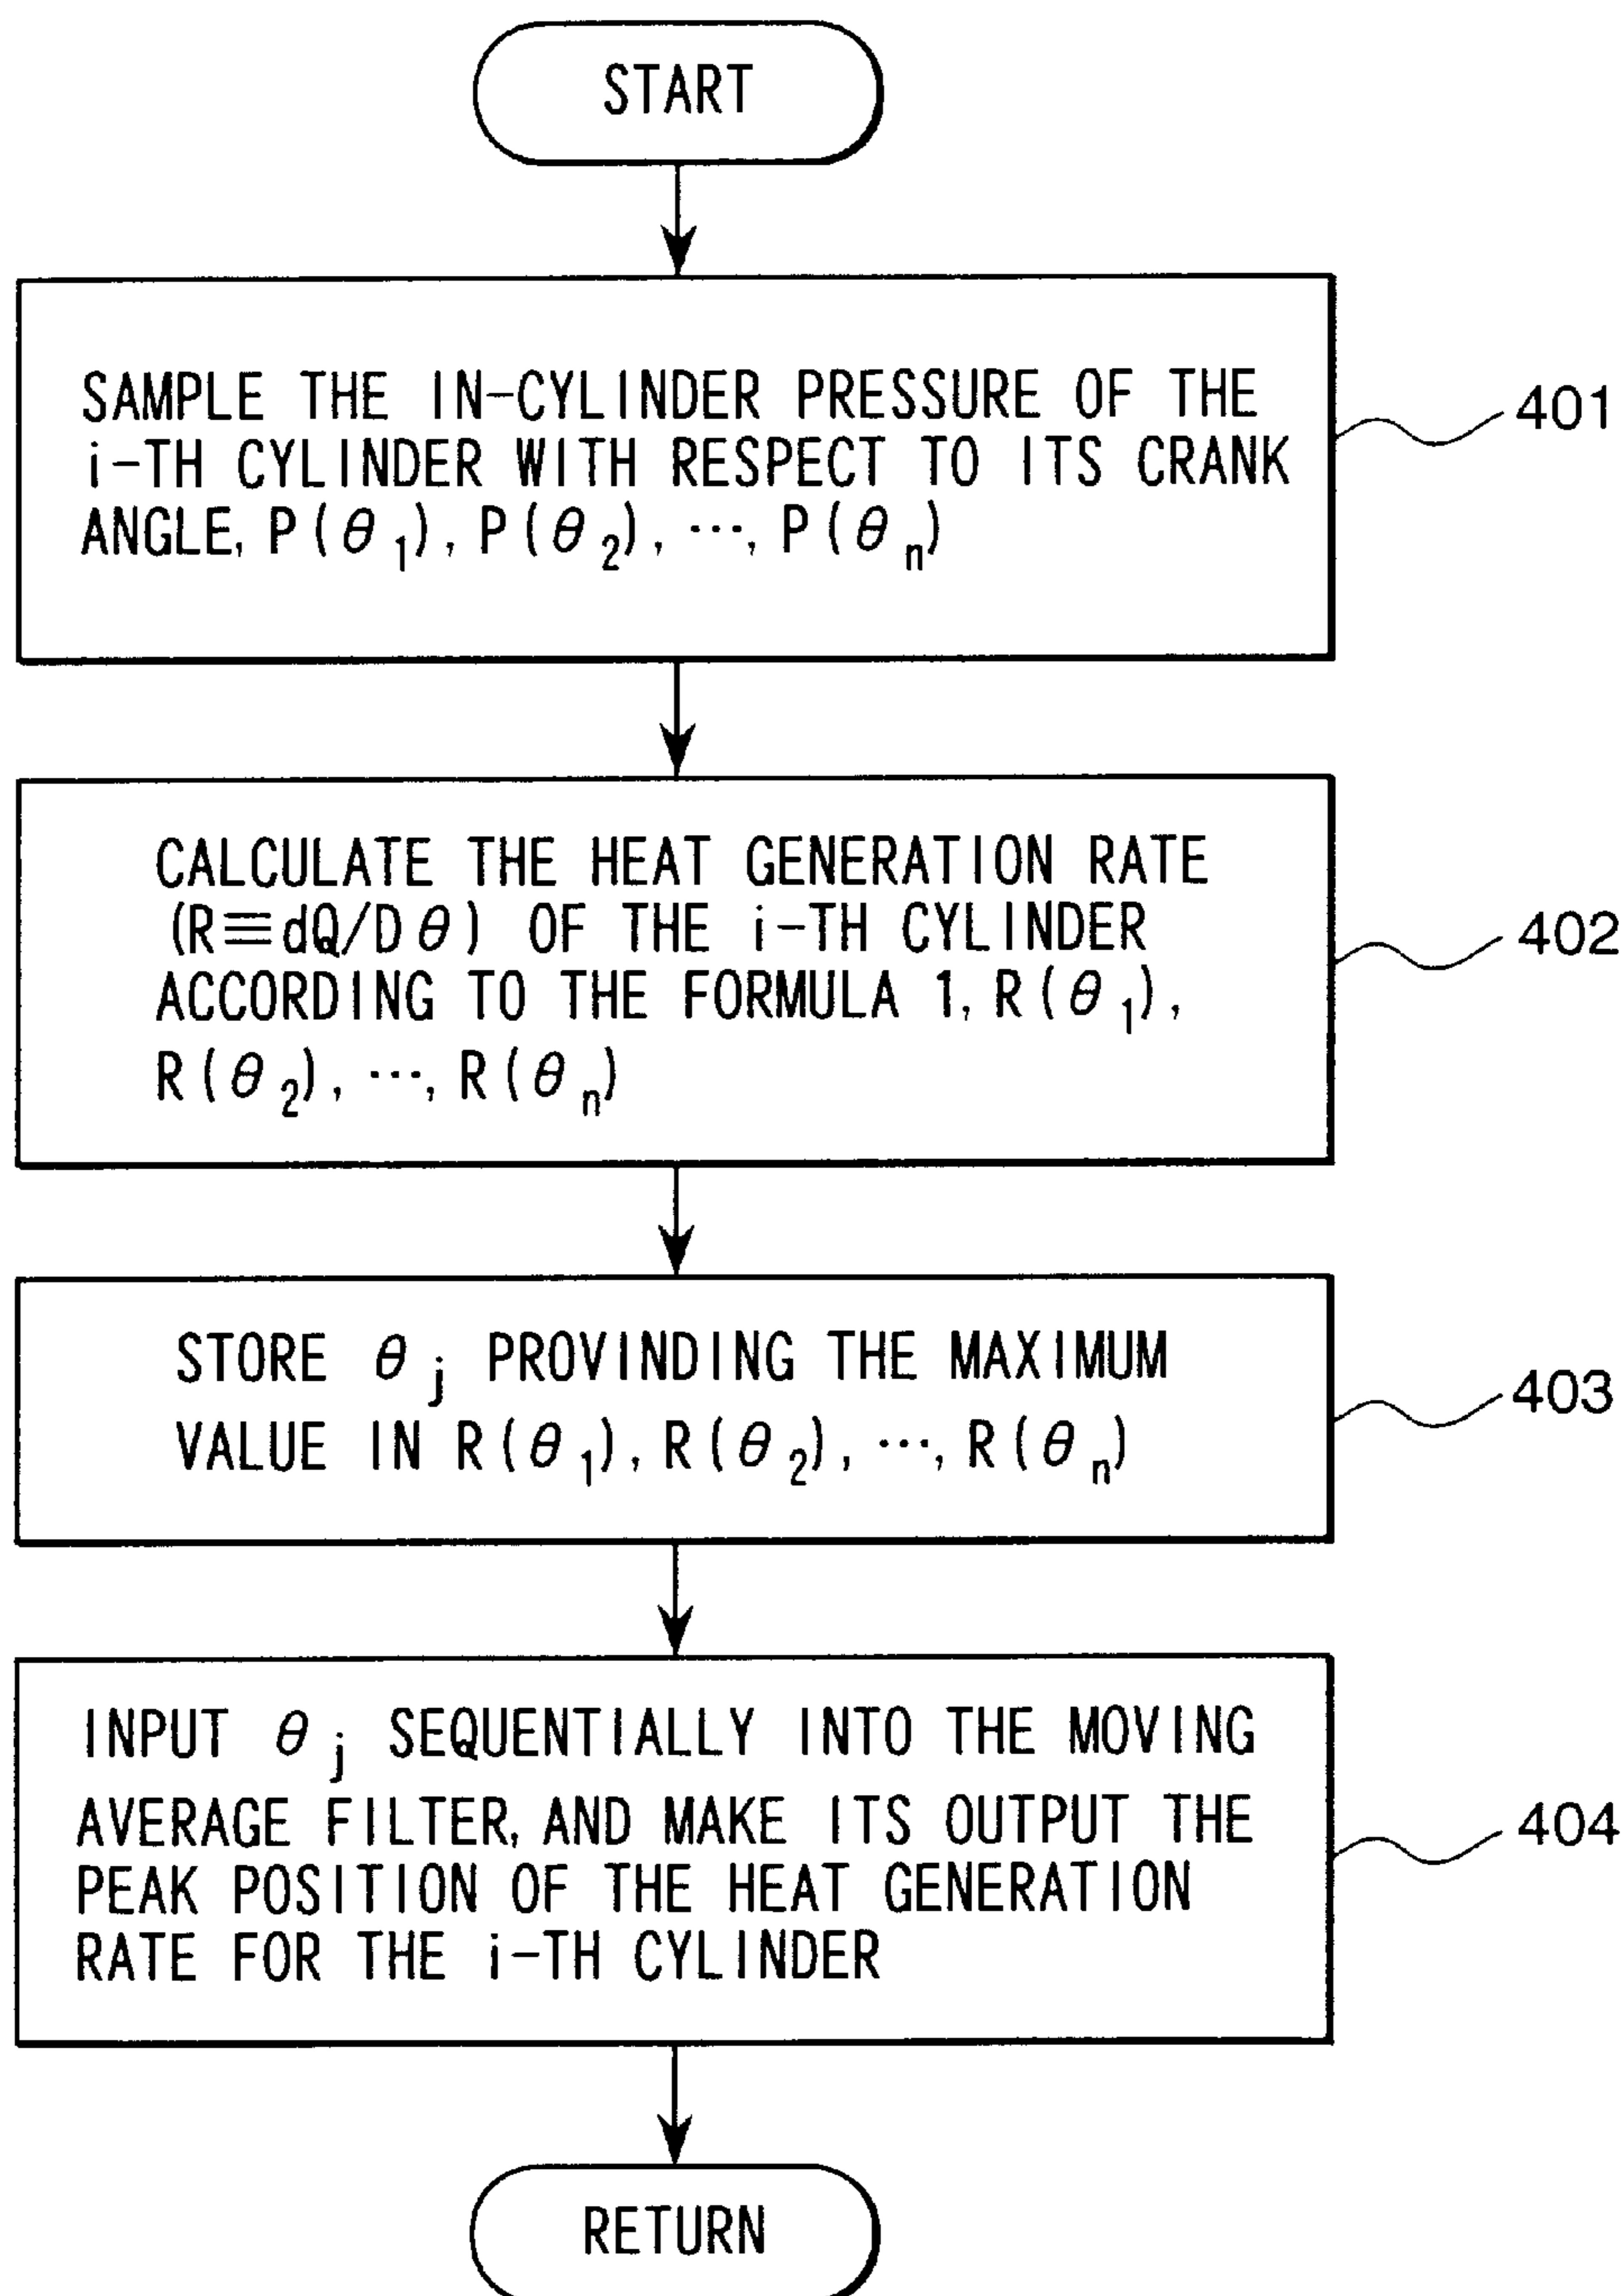 START
SAMPLE THE IN-CYLINDER PRESSURE OF THE
i-TH CYLINDER WITH RESPECT TO ITS CRANK
ANGLE, P(θ1), P(θ2), ···, P(θn)
401
CALCULATE THE HEAT GENERATION RATE
(R≡dQ/Dθ) OF THE i-TH CYLINDER
ACCORDING TO THE FORMULA 1, R(θ1),
R(θ2), ···, R(θn)
402
STORE θj PROVINDING THE MAXIMUM
VALUE IN R(θ1), R(θ2), ···, R(θn)
403
INPUT θj SEQUENTIALLY INTO THE MOVING
AVERAGE FILTER, AND MAKE ITS OUTPUT THE
PEAK POSITION OF THE HEAT GENERATION
RATE FOR THE i-TH CYLINDER
404
RETURN